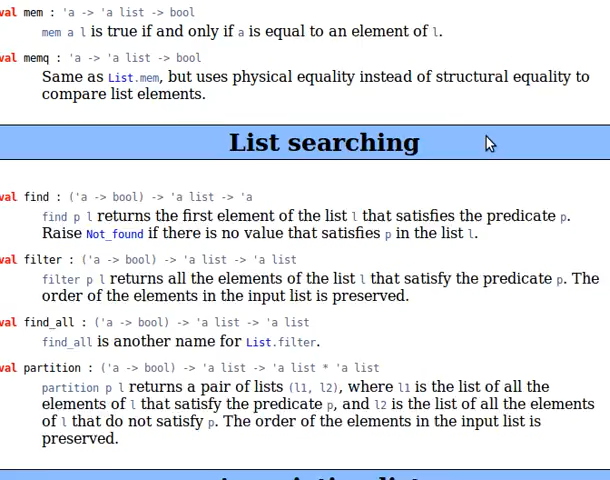 val mem : 'a -> 'a list -> bool
mem a l is true if and only if a is equal to an element of l.
val memq : 'a -> 'a list -> bool
Same as List.mem, but uses physical equality instead of structural equality to
compare list elements.
List searching
val find : ('a -> bool) -> 'a list -> 'a
find p l returns the first element of the list l that satisfies the predicate p.
Raise Not_found if there is no value that satisfies p in the list l.
val filter : ('a -> bool) -> 'a list -> 'a list
filter p l returns all the elements of the list l that satisfy the predicate p. The
order of the elements in the input list is preserved.
val find_all : ('a -> bool) -> 'a list -> 'a list
find_all is another name for List.filter.
val partition : ('a -> bool) -> 'a list -> 'a list * 'a list
partition p l returns a pair of lists (l1, l2), where l1 is the list of all the
elements of l that satisfy the predicate p, and l2 is the list of all the elements
of l that do not satisfy p. The order of the elements in the input list is
preserved.